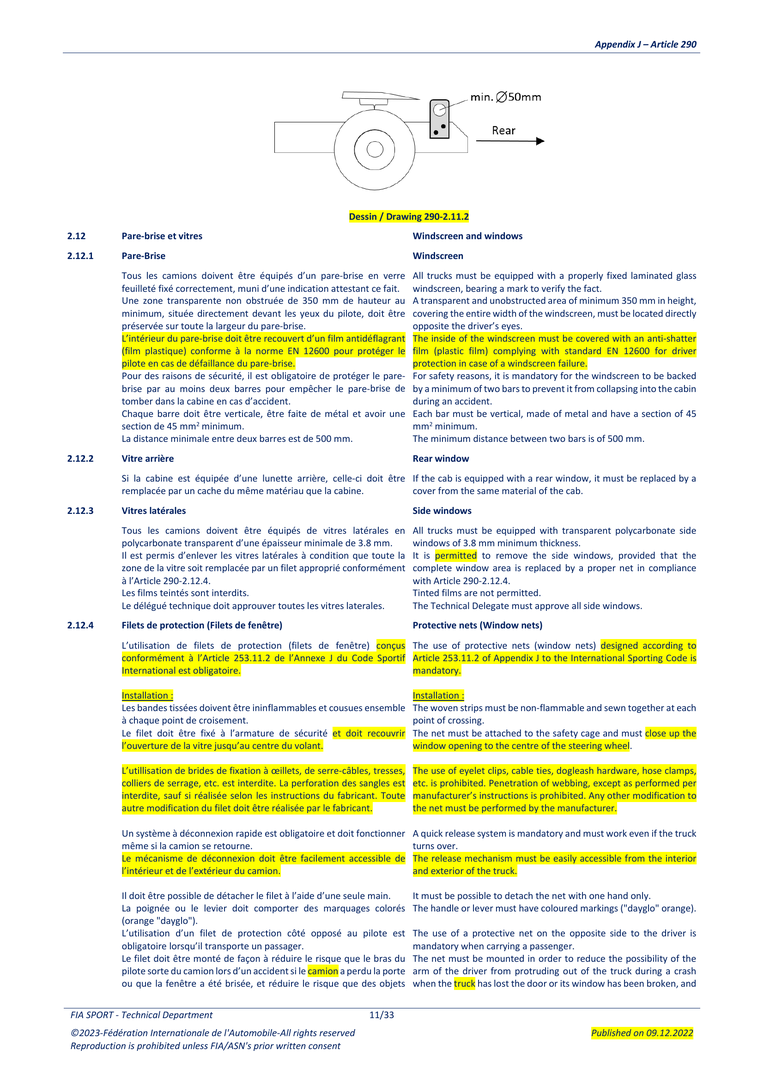 Appendix J – Article 290
min. Ø50mm
Rear
Dessin / Drawing 290-2.11.2
2.12 Pare-brise et vitres
Windscreen and windows
2.12.1 Pare-Brise
Windscreen
Tous les camions doivent être équipés d’un pare-brise en verre
feuilleté fixé correctement, muni d’une indication attestant ce fait.
Une zone transparente non obstruée de 350 mm de hauteur au
minimum, située directement devant les yeux du pilote, doit être
préservée sur toute la largeur du pare-brise.
L’intérieur du pare-brise doit être recouvert d’un film antidéflagrant
(film plastique) conforme à la norme EN 12600 pour protéger le
pilote en cas de défaillance du pare-brise.
Pour des raisons de sécurité, il est obligatoire de protéger le pare-
brise par au moins deux barres pour empêcher le pare-brise de
tomber dans la cabine en cas d’accident.
Chaque barre doit être verticale, être faite de métal et avoir une
section de 45 mm² minimum.
La distance minimale entre deux barres est de 500 mm.
All trucks must be equipped with a properly fixed laminated glass
windscreen, bearing a mark to verify the fact.
A transparent and unobstructed area of minimum 350 mm in height,
covering the entire width of the windscreen, must be located directly
opposite the driver’s eyes.
The inside of the windscreen must be covered with an anti-shatter
film (plastic film) complying with standard EN 12600 for driver
protection in case of a windscreen failure.
For safety reasons, it is mandatory for the windscreen to be backed
by a minimum of two bars to prevent it from collapsing into the cabin
during an accident.
Each bar must be vertical, made of metal and have a section of 45
mm² minimum.
The minimum distance between two bars is of 500 mm.
2.12.2 Vitre arrière
Rear window
Si la cabine est équipée d’une lunette arrière, celle-ci doit être
remplacée par un cache du même matériau que la cabine.
If the cab is equipped with a rear window, it must be replaced by a
cover from the same material of the cab.
2.12.3 Vitres latérales
Side windows
Tous les camions doivent être équipés de vitres latérales en
polycarbonate transparent d’une épaisseur minimale de 3.8 mm.
Il est permis d’enlever les vitres latérales à condition que toute la
zone de la vitre soit remplacée par un filet approprié conformément
à l’Article 290-2.12.4.
Les films teintés sont interdits.
Le délégué technique doit approuver toutes les vitres laterales.
All trucks must be equipped with transparent polycarbonate side
windows of 3.8 mm minimum thickness.
It is permitted to remove the side windows, provided that the
complete window area is replaced by a proper net in compliance
with Article 290-2.12.4.
Tinted films are not permitted.
The Technical Delegate must approve all side windows.
2.12.4 Filets de protection (Filets de fenêtre)
Protective nets (Window nets)
L’utilisation de filets de protection (filets de fenêtre) conçus
conformément à l’Article 253.11.2 de l’Annexe J du Code Sportif
International est obligatoire.
The use of protective nets (window nets) designed according to
Article 253.11.2 of Appendix J to the International Sporting Code is
mandatory.
Installation :
Les bandes tissées doivent être ininflammables et cousues ensemble
à chaque point de croisement.
Le filet doit être fixé à l’armature de sécurité et doit recouvrir
l’ouverture de la vitre jusqu’au centre du volant.
Installation :
The woven strips must be non-flammable and sewn together at each
point of crossing.
The net must be attached to the safety cage and must close up the
window opening to the centre of the steering wheel.
L’utillisation de brides de fixation à œillets, de serre-câbles, tresses,
colliers de serrage, etc. est interdite. La perforation des sangles est
interdite, sauf si réalisée selon les instructions du fabricant. Toute
autre modification du filet doit être réalisée par le fabricant.
The use of eyelet clips, cable ties, dogleash hardware, hose clamps,
etc. is prohibited. Penetration of webbing, except as performed per
manufacturer’s instructions is prohibited. Any other modification to
the net must be performed by the manufacturer.
Un système à déconnexion rapide est obligatoire et doit fonctionner
même si la camion se retourne.
Le mécanisme de déconnexion doit être facilement accessible de
l’intérieur et de l’extérieur du camion.
A quick release system is mandatory and must work even if the truck
turns over.
The release mechanism must be easily accessible from the interior
and exterior of the truck.
Il doit être possible de détacher le filet à l’aide d’une seule main.
La poignée ou le levier doit comporter des marquages colorés
(orange "dayglo").
L’utilisation d’un filet de protection côté opposé au pilote est
obligatoire lorsqu’il transporte un passager.
Le filet doit être monté de façon à réduire le risque que le bras du
pilote sorte du camion lors d’un accident si le camion a perdu la porte
ou que la fenêtre a été brisée, et réduire le risque que des objets
It must be possible to detach the net with one hand only.
The handle or lever must have coloured markings ("dayglo" orange).
The use of a protective net on the opposite side to the driver is
mandatory when carrying a passenger.
The net must be mounted in order to reduce the possibility of the
arm of the driver from protruding out of the truck during a crash
when the truck has lost the door or its window has been broken, and
FIA SPORT - Technical Department
11/33
©2023-Fédération Internationale de l'Automobile-All rights reserved
Reproduction is prohibited unless FIA/ASN's prior written consent
Published on 09.12.2022